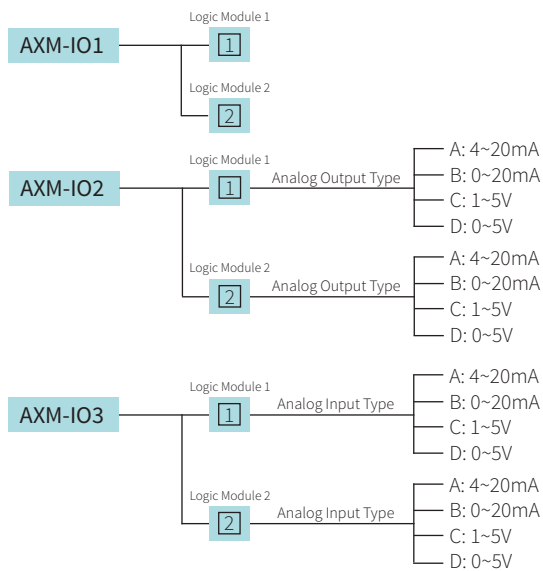 Logic Module 1
AXM-IO1
1
Logic Module 2
2
Logic Module 1
AXM-IO2
1
Analog Output Type
A: 4~20mA
B: 0~20mA
C: 1~5V
D: 0~5V
Logic Module 2
2
Analog Output Type
A: 4~20mA
B: 0~20mA
C: 1~5V
D: 0~5V
Logic Module 1
AXM-IO3
1
Analog Input Type
A: 4~20mA
B: 0~20mA
C: 1~5V
D: 0~5V
Logic Module 2
2
Analog Input Type
A: 4~20mA
B: 0~20mA
C: 1~5V
D: 0~5V